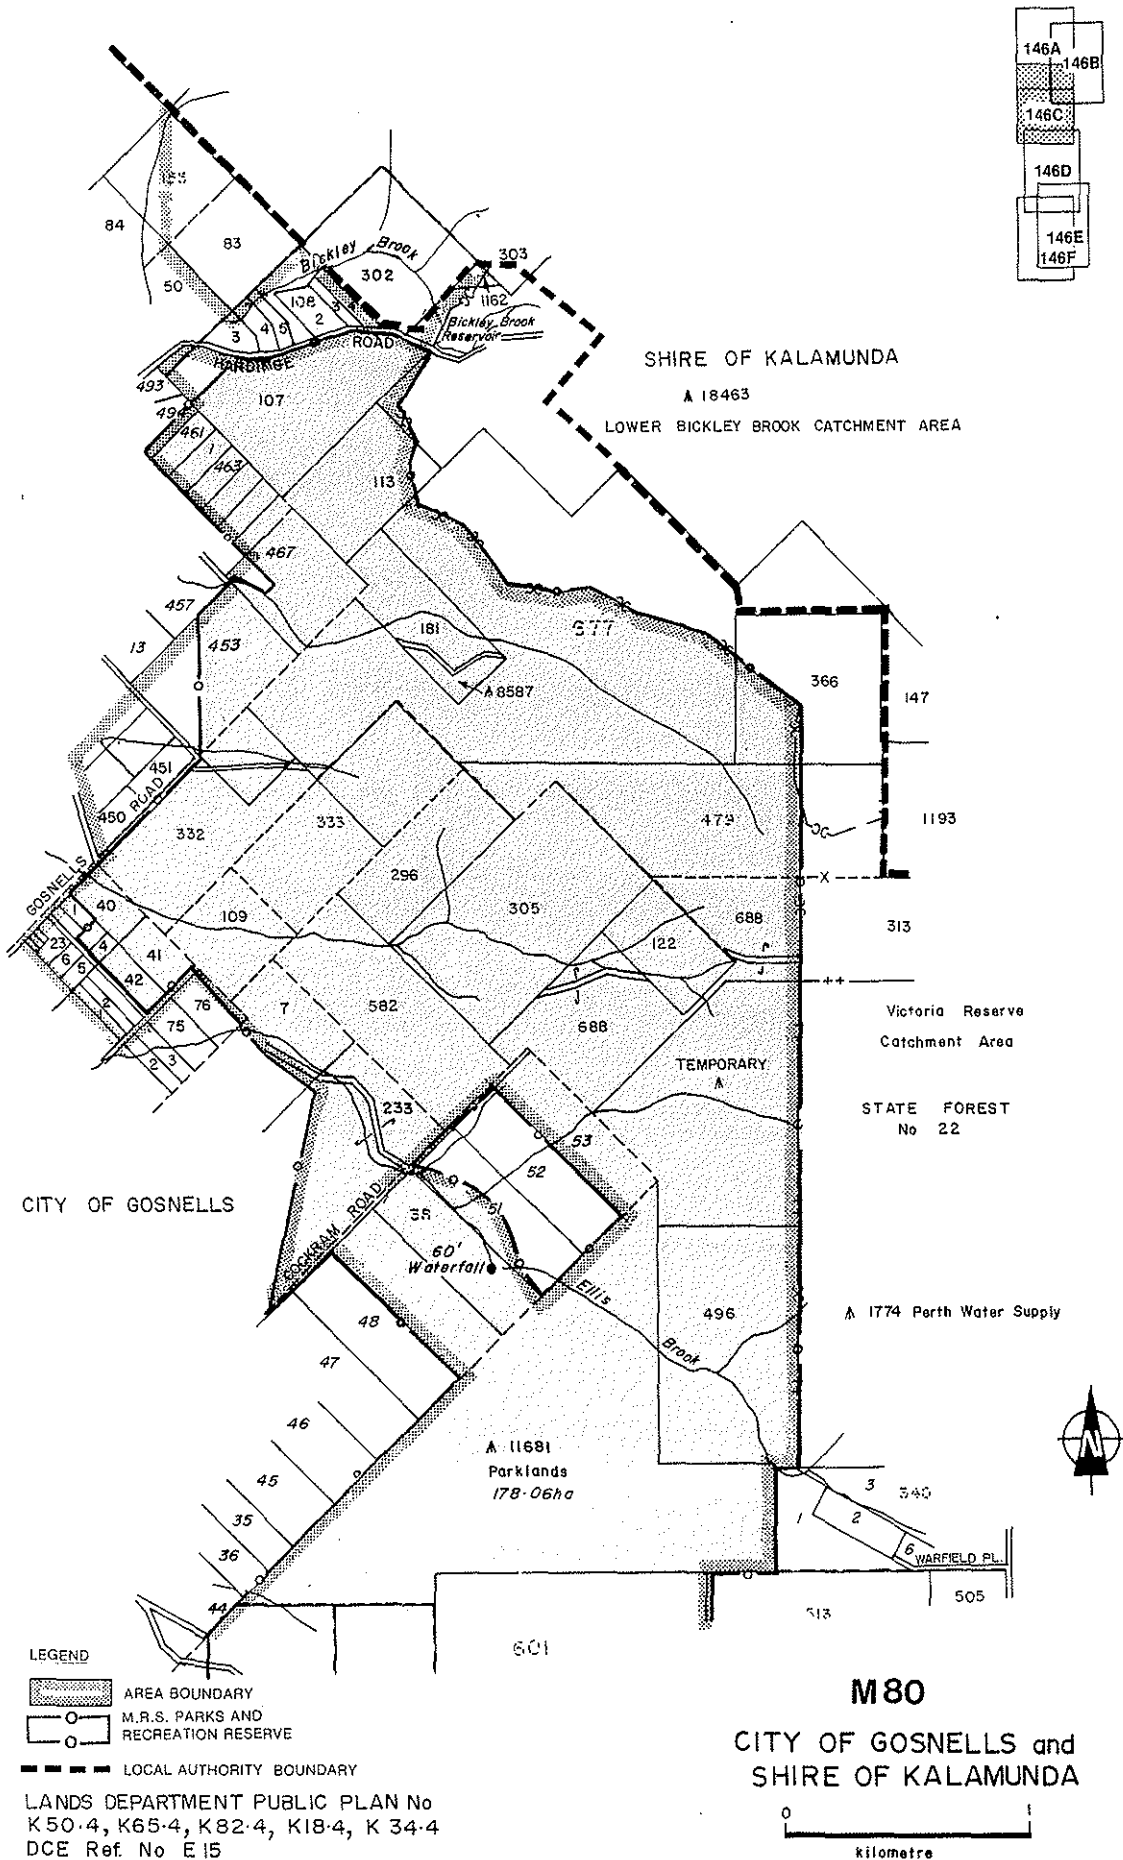 146A
146B
146C
146D
146E
146F
84
83
50
Bickley Brook
302
303
1162
108
3
4
5
2
3
4
Bickley Brook
Reservoir
HARDINGE ROAD
SHIRE OF KALAMUNDA
18463
LOWER BICKLEY BROOK CATCHMENT AREA
493
494
107
461
1
463
113
467
457
13
453
181
677
8587
366
147
451
450
332
333
479
1193
GOSNELLS ROAD
296
40
109
305
688
313
1
23
6
5
4
41
42
122
2
76
75
7
582
688
2
3
Victoria Reserve
Catchment Area
TEMPORARY
STATE FOREST
No 22
233
53
52
51
38
CITY OF GOSNELLS
COCKRAM ROAD
60'
Waterfall
Ellis Brook
496
1774 Perth Water Supply
48
47
46
45
35
36
44
11681
Parklands
178·06ha
N
3
340
1
2
6
WARFIELD PL.
505
513
601
LEGEND
AREA BOUNDARY
M.R.S. PARKS AND
RECREATION RESERVE
LOCAL AUTHORITY BOUNDARY
LANDS DEPARTMENT PUBLIC PLAN No
K50·4, K65·4, K82·4, K18·4, K 34·4
DCE Ref. No E15
M80
CITY OF GOSNELLS and
SHIRE OF KALAMUNDA
0 1
kilometre